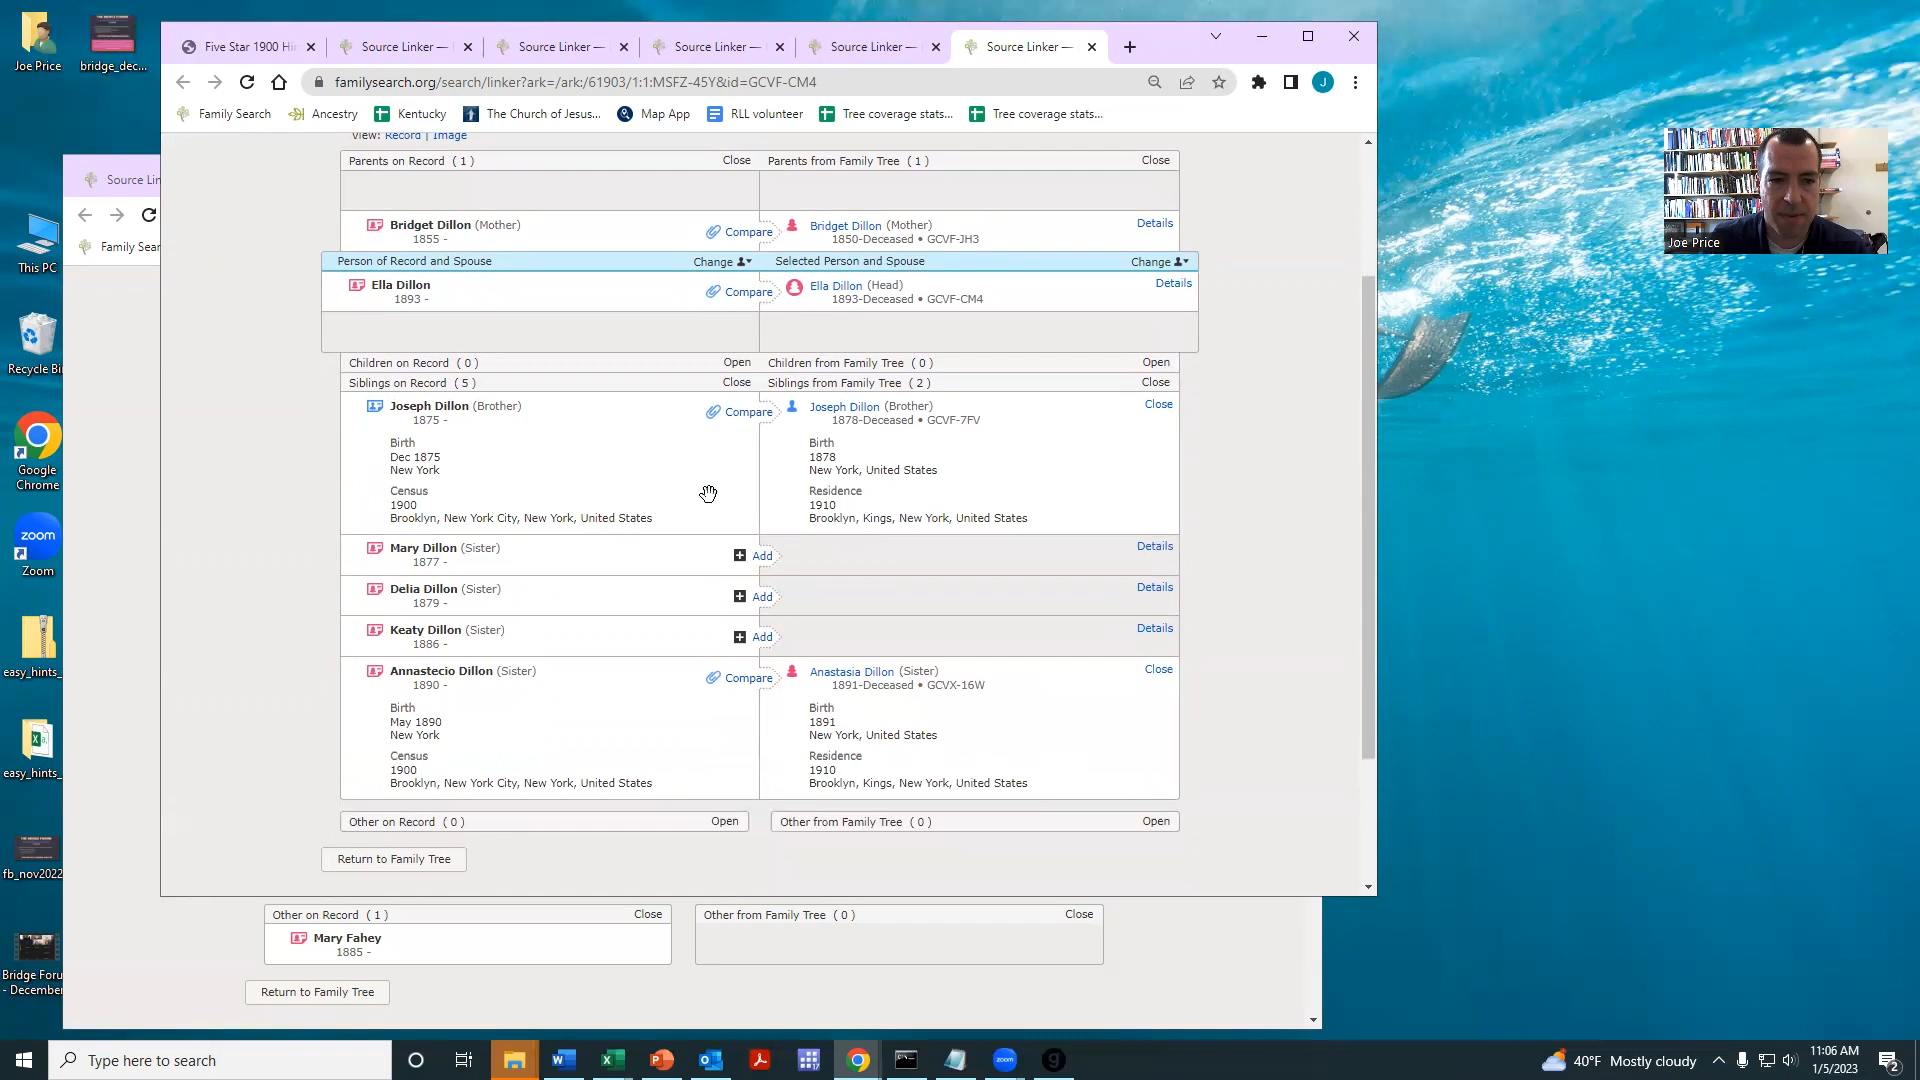 Joe Price
bridge_dec...
Five Star 1900 Hi
Source Linker —
Source Linker —
Source Linker —
Source Linker —
Source Linker —
familysearch.org/search/linker?ark=/ark:/61903/1:1:MSFZ-45Y&id=GCVF-CM4
J
Family Search
Ancestry
Kentucky
The Church of Jesus...
Map App
RLL volunteer
Tree coverage stats...
Tree coverage stats...
Source Lin
Family Sear
View: Record | Image
Parents on Record ( 1 ) Close Parents from Family Tree ( 1 ) Close
Bridget Dillon (Mother) Compare Bridget Dillon (Mother) Details
1855 - 1850-Deceased • GCVF-JH3
Person of Record and Spouse Change Selected Person and Spouse Change
Ella Dillon Compare Ella Dillon (Head) Details
1893 - 1893-Deceased • GCVF-CM4
Children on Record ( 0 ) Open Children from Family Tree ( 0 ) Open
Siblings on Record ( 5 ) Close Siblings from Family Tree ( 2 ) Close
Joseph Dillon (Brother) Compare Joseph Dillon (Brother) Close
1875 - 1878-Deceased • GCVF-7FV
Birth Birth
Dec 1875 1878
New York New York, United States
Census Residence
1900 1910
Brooklyn, New York City, New York, United States Brooklyn, Kings, New York, United States
Mary Dillon (Sister) Add Details
1877 -
Delia Dillon (Sister) Add Details
1879 -
Keaty Dillon (Sister) Add Details
1886 -
Annastecio Dillon (Sister) Compare Anastasia Dillon (Sister) Close
1890 - 1891-Deceased • GCVX-16W
Birth Birth
May 1890 1891
New York New York, United States
Census Residence
1900 1910
Brooklyn, New York City, New York, United States Brooklyn, Kings, New York, United States
Other on Record ( 0 ) Open Other from Family Tree ( 0 ) Open
Return to Family Tree
Other on Record ( 1 ) Close Other from Family Tree ( 0 ) Close
Mary Fahey
1885 -
Return to Family Tree
This PC
Recycle Bi
Google
Chrome
zoom
Zoom
easy_hints_
easy_hints_
fb_nov2022
Bridge Foru
- December
Joe Price
Type here to search
40°F Mostly cloudy
11:06 AM
1/5/2023
2